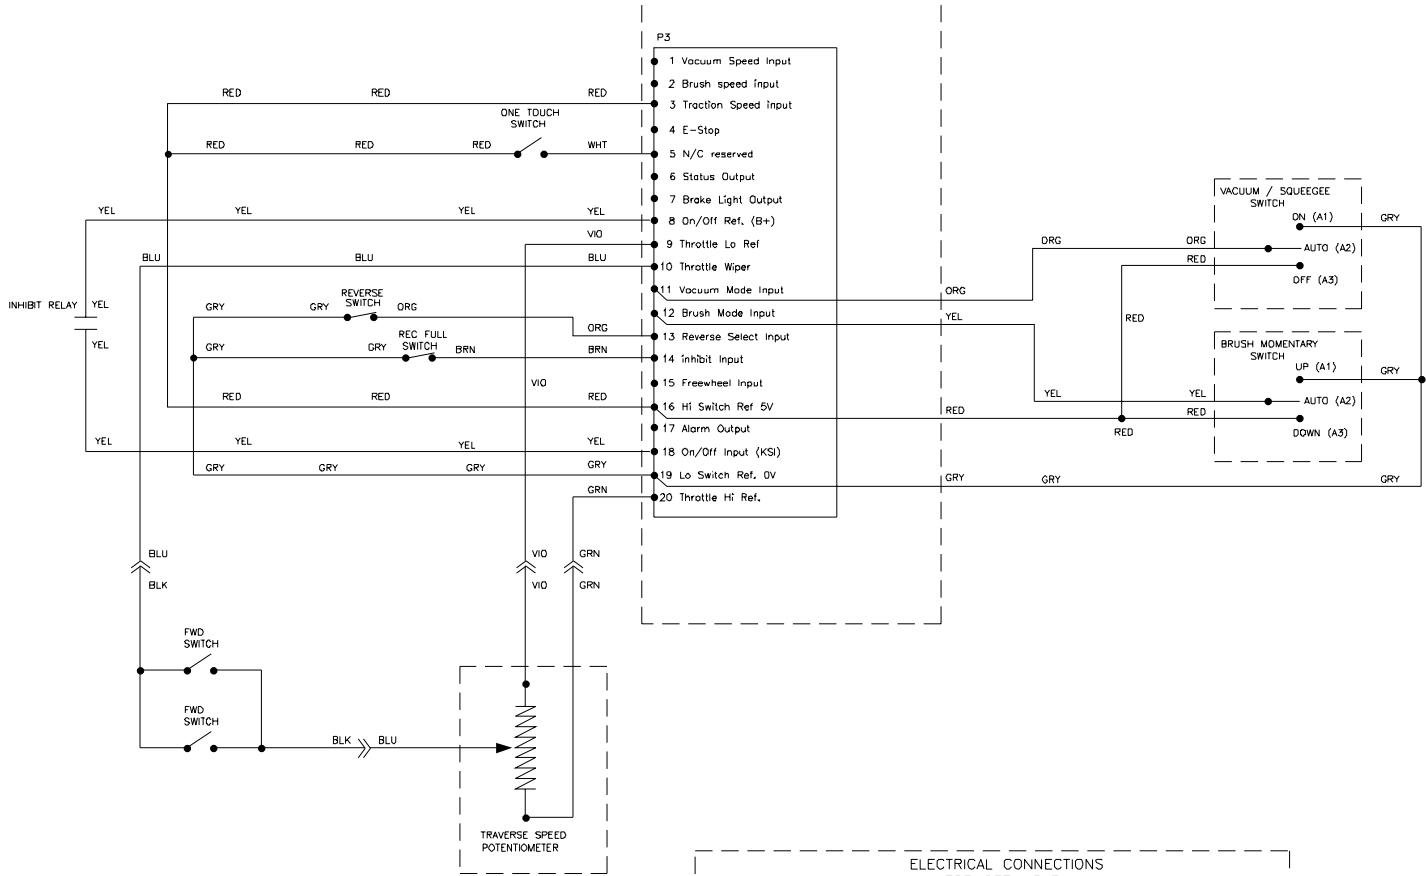 P3
1 Vacuum Speed Input
2 Brush speed input
RED RED RED
3 Traction Speed input
ONE TOUCH
SWITCH
4 E-Stop
RED RED RED WHT
5 N/C reserved
6 Status Output
VACUUM / SQUEEGEE
SWITCH
7 Brake Light Output
YEL YEL YEL YEL
8 On/Off Ref. (B+)
ON (A1)
GRY
VIO
9 Throttle Lo Ref
ORG ORG
AUTO (A2)
BLU BLU BLU
10 Throttle Wiper
RED
OFF (A3)
11 Vacuum Mode Input
ORG
REVERSE
SWITCH
INHIBIT RELAY YEL
GRY GRY ORG
12 Brush Mode Input
YEL
RED
ORG
13 Reverse Select Input
REC FULL
SWITCH
YEL
GRY GRY BRN BRN
14 inhibit Input
BRUSH MOMENTARY
SWITCH
UP (A1)
GRY
VIO
15 Freewheel Input
RED RED RED
16 Hi Switch Ref 5V
YEL YEL
AUTO (A2)
RED RED
17 Alarm Output
RED
DOWN (A3)
YEL YEL YEL YEL
18 On/Off Input (KSI)
GRY GRY GRY GRY
19 Lo Switch Ref. 0V
GRY GRY GRY
GRN
20 Throttle Hi Ref.
BLU VIO GRN
BLK VIO GRN
FWD
SWITCH
FWD
SWITCH
BLK BLU
TRAVERSE SPEED
POTENTIOMETER
ELECTRICAL CONNECTIONS